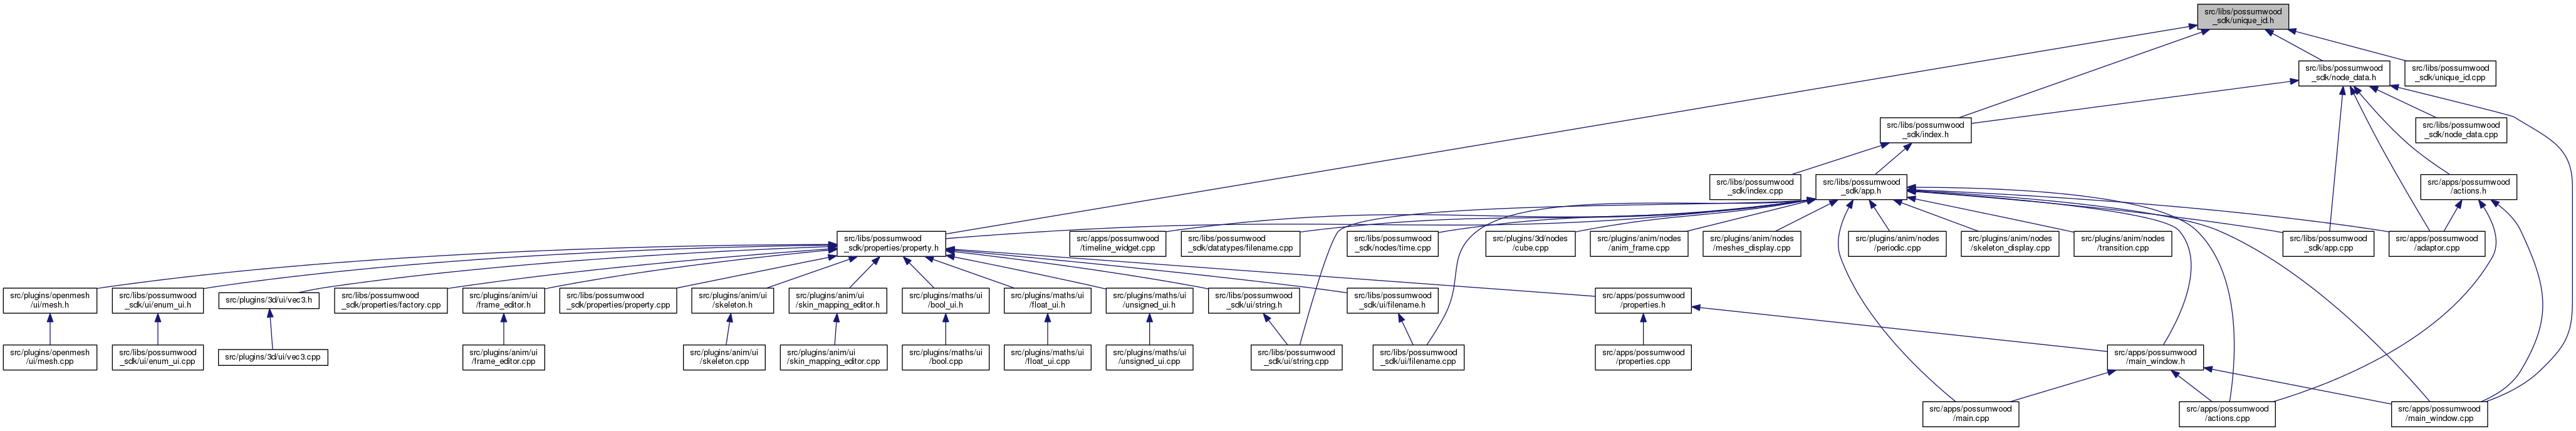 src/libs/possumwood
_sdk/unique_id.h
src/libs/possumwood
_sdk/node_data.h
src/libs/possumwood
_sdk/unique_id.cpp
src/libs/possumwood
_sdk/index.h
src/libs/possumwood
_sdk/node_data.cpp
src/libs/possumwood
_sdk/index.cpp
src/libs/possumwood
_sdk/app.h
src/apps/possumwood
/actions.h
src/libs/possumwood
_sdk/properties/property.h
src/apps/possumwood
/timeline_widget.cpp
src/libs/possumwood
_sdk/datatypes/filename.cpp
src/libs/possumwood
_sdk/nodes/time.cpp
src/plugins/3d/nodes
/cube.cpp
src/plugins/anim/nodes
/anim_frame.cpp
src/plugins/anim/nodes
/meshes_display.cpp
src/plugins/anim/nodes
/periodic.cpp
src/plugins/anim/nodes
/skeleton_display.cpp
src/plugins/anim/nodes
/transition.cpp
src/libs/possumwood
_sdk/app.cpp
src/apps/possumwood
/adaptor.cpp
src/plugins/openmesh
/ui/mesh.h
src/libs/possumwood
_sdk/ui/enum_ui.h
src/plugins/3d/ui/vec3.h
src/libs/possumwood
_sdk/properties/factory.cpp
src/plugins/anim/ui
/frame_editor.h
src/libs/possumwood
_sdk/properties/property.cpp
src/plugins/anim/ui
/skeleton.h
src/plugins/anim/ui
/skin_mapping_editor.h
src/plugins/maths/ui
/bool_ui.h
src/plugins/maths/ui
/float_ui.h
src/plugins/maths/ui
/unsigned_ui.h
src/libs/possumwood
_sdk/ui/string.h
src/libs/possumwood
_sdk/ui/filename.h
src/apps/possumwood
/properties.h
src/plugins/openmesh
/ui/mesh.cpp
src/libs/possumwood
_sdk/ui/enum_ui.cpp
src/plugins/3d/ui/vec3.cpp
src/plugins/anim/ui
/frame_editor.cpp
src/plugins/anim/ui
/skeleton.cpp
src/plugins/anim/ui
/skin_mapping_editor.cpp
src/plugins/maths/ui
/bool.cpp
src/plugins/maths/ui
/float_ui.cpp
src/plugins/maths/ui
/unsigned_ui.cpp
src/libs/possumwood
_sdk/ui/string.cpp
src/libs/possumwood
_sdk/ui/filename.cpp
src/apps/possumwood
/properties.cpp
src/apps/possumwood
/main_window.h
src/apps/possumwood
/main.cpp
src/apps/possumwood
/actions.cpp
src/apps/possumwood
/main_window.cpp